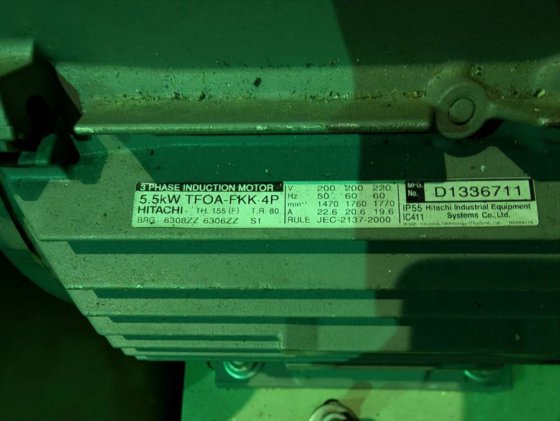 3 PHASE INDUCTION MOTOR
5.5kW TFOA-FKK 4P
HITACHI TH. 155 (F) T.R. 80
BRG. 6308ZZ 6306ZZ S1
V 200 200 220
Hz 50 60 60
min⁻¹ 1470 1760 1770
A 22.6 20.6 19.6
RULE JEC-2137-2000
MFG. No. D1336711
IP55 Hitachi Industrial Equipment
IC411 Systems Co., Ltd.